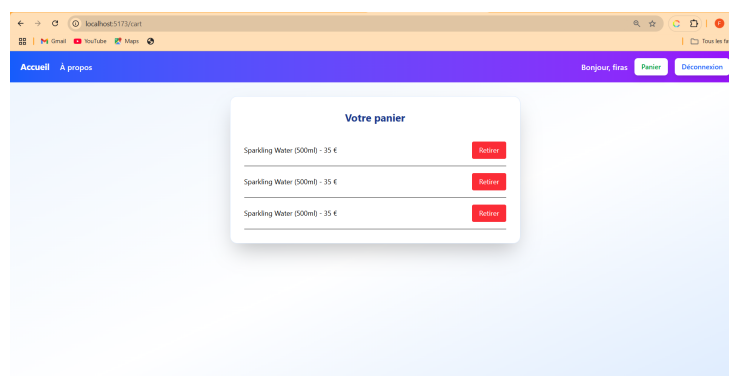 localhost:5173/cart
Gmail YouTube Maps Tous les fa
Accueil À propos Bonjour, firas Panier Déconnexion
Votre panier
Sparkling Water (500ml) - 35 € Retirer
Sparkling Water (500ml) - 35 € Retirer
Sparkling Water (500ml) - 35 € Retirer